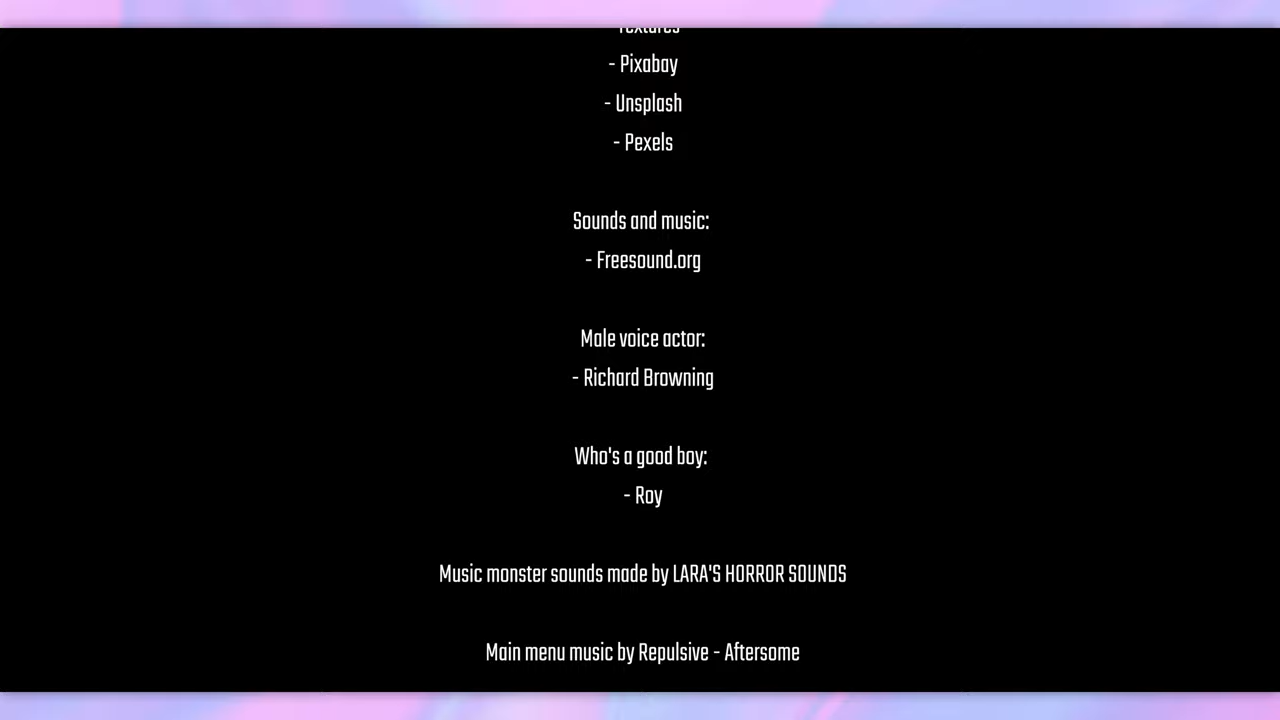 Textures
- Pixabay
- Unsplash
- Pexels
Sounds and music:
- Freesound.org
Male voice actor:
- Richard Browning
Who's a good boy:
- Roy
Music monster sounds made by LARA'S HORROR SOUNDS
Main menu music by Repulsive - Aftersome